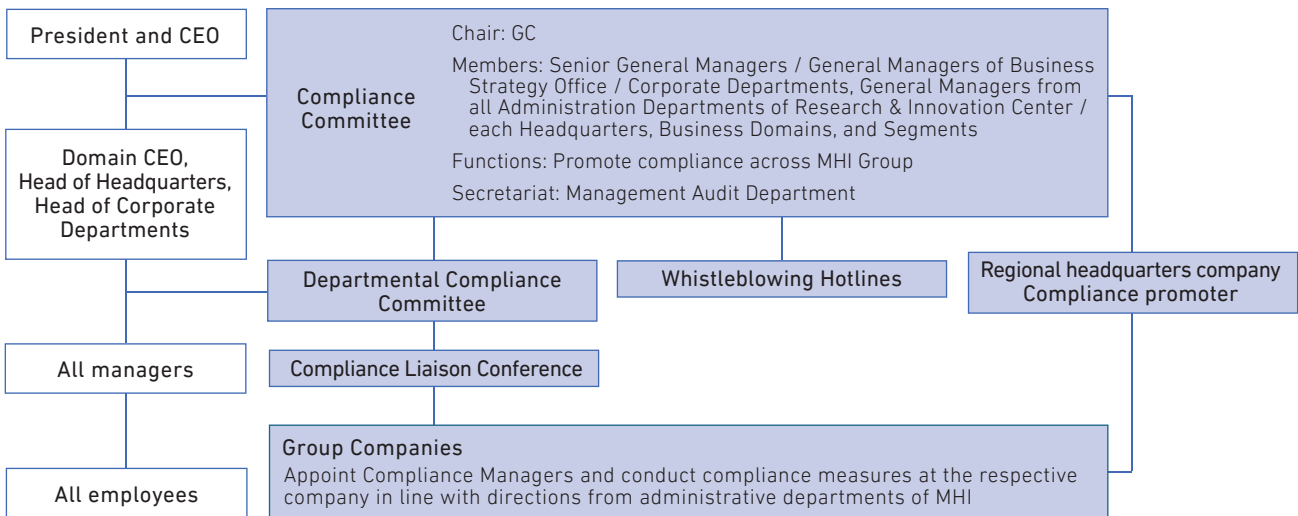 President and CEO
Compliance
Committee
Chair: GC
Members: Senior General Managers / General Managers of Business
Strategy Office / Corporate Departments, General Managers from
all Administration Departments of Research & Innovation Center /
each Headquarters, Business Domains, and Segments
Functions: Promote compliance across MHI Group
Secretariat: Management Audit Department
Domain CEO,
Head of Headquarters,
Head of Corporate
Departments
Departmental Compliance
Committee
Whistleblowing Hotlines
Regional headquarters company
Compliance promoter
All managers
Compliance Liaison Conference
Group Companies
Appoint Compliance Managers and conduct compliance measures at the respective
company in line with directions from administrative departments of MHI
All employees